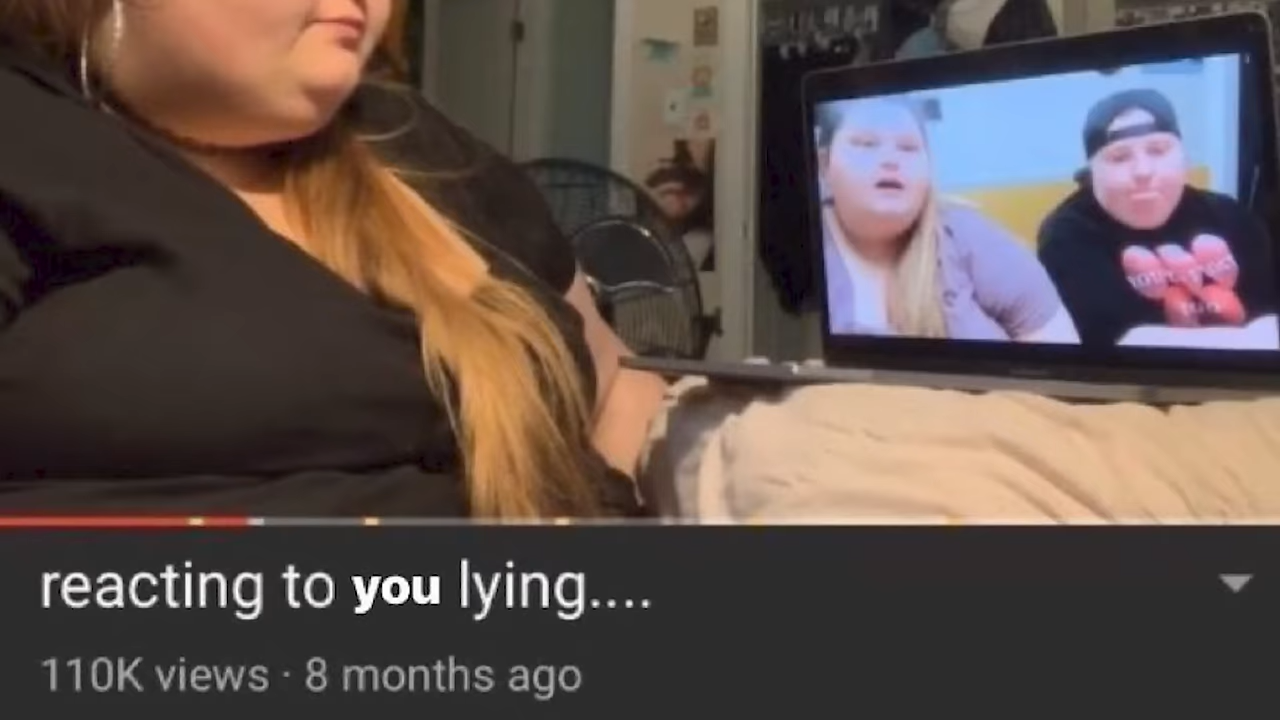 reacting to you lying....
110K views · 8 months ago